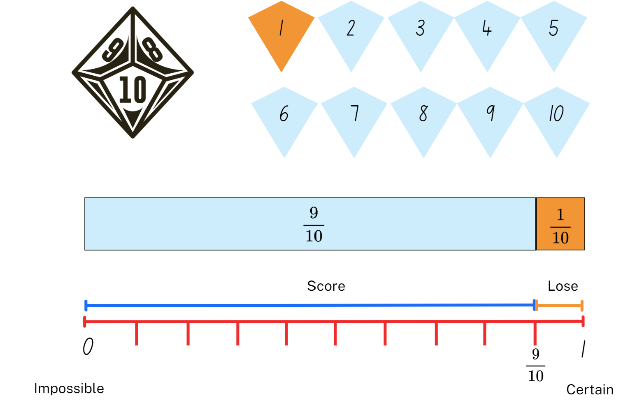 9 8
10
1 2 3 4 5
6 7 8 9 10
9/10 1/10
Score Lose
0 9/10 1
Impossible Certain